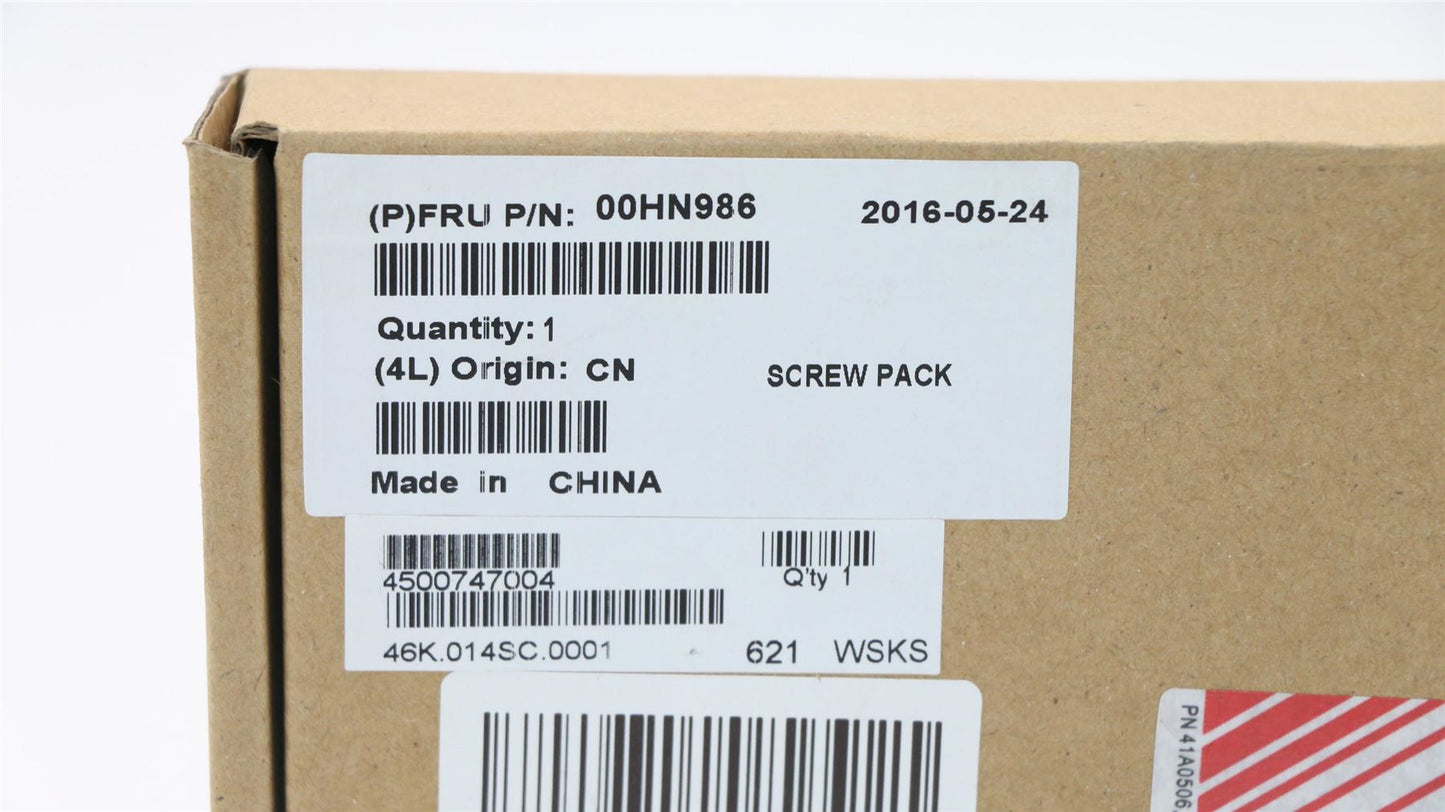 (P)FRU P/N: 00HN986 2016-05-24
Quantity: 1
(4L) Origin: CN SCREW PACK
Made in CHINA
4500747004 Q'ty 1
46K.014SC.0001 621 WSKS
PN 41A0506